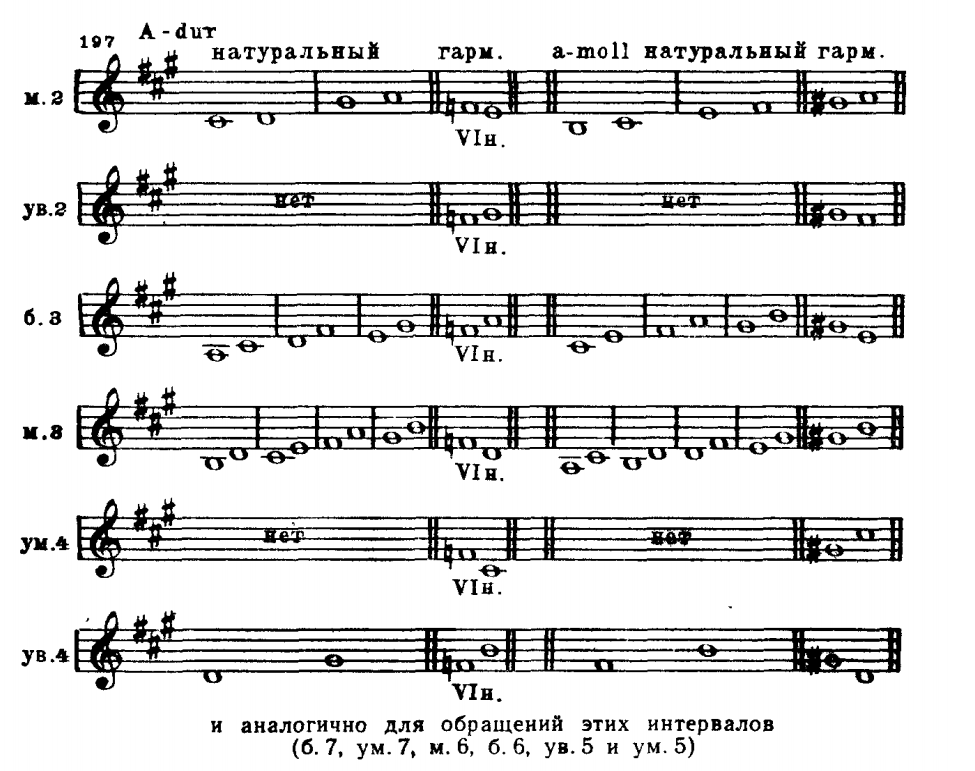 197 A-dur
натуральный гарм. a-moll натуральный гарм.
м.2
VIн.
ув.2 нет нет
VIн.
б.3
VIн.
м.3
VIн.
ум.4 нет нет
VIн.
ув.4
VIн.
и аналогично для обращений этих интервалов
(б.7, ум.7, м.6, б.6, ув.5 и ум.5)